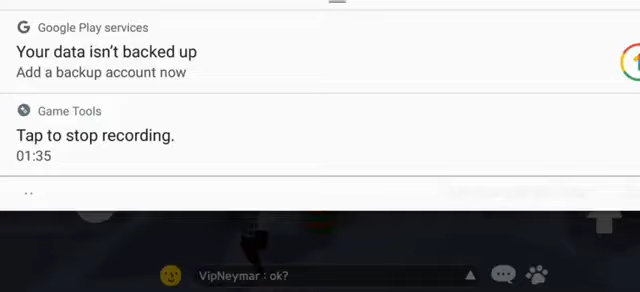 Google Play services
Your data isn't backed up
Add a backup account now
Game Tools
Tap to stop recording.
01:35
VipNeymar : ok?